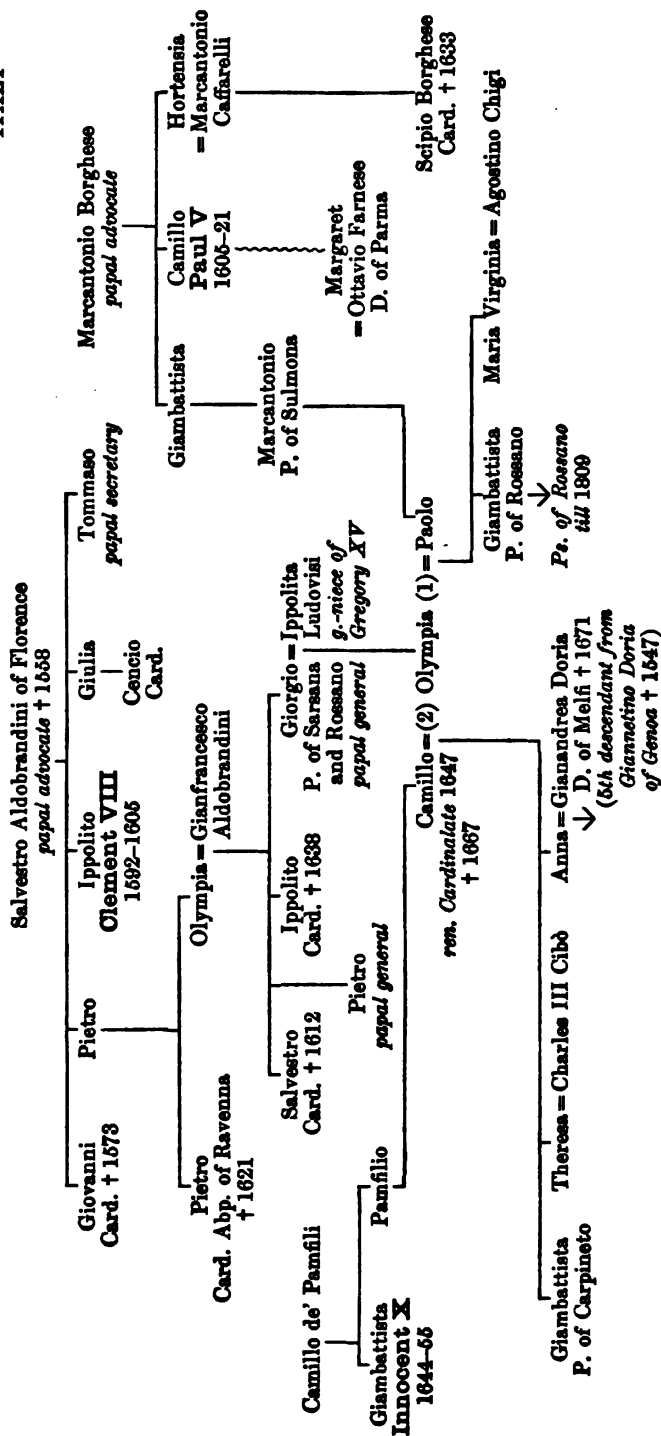 Salvestro Aldobrandini of Florence
papal advocate † 1558
Giovanni
Card. † 1573
Pietro
Ippolito
Clement VIII
1592–1605
Giulia
Cencio
Card.
Tommaso
papal secretary
Marcantonio Borghese
papal advocate
Pietro
Card. Abp. of Ravenna
† 1621
Olympia = Gianfrancesco
Aldobrandini
Giambattista
Camillo
Paul V
1605–21
Hortensia
= Marcantonio
Caffarelli
Camillo de' Pamfili
Salvestro
Card. † 1612
Ippolito
Card. † 1638
Giorgio = Ippolita
P. of Sarsana Ludovisi
and Rossano g.-niece of
papal general Gregory XV
Marcantonio
P. of Sulmona
Margaret
= Ottavio Farnese
D. of Parma
Giambattista
Innocent X
1644–55
Pamfilio
Pietro
papal general
Camillo = (2) Olympia (1) = Paolo
ren. Cardinalate 1647
† 1667
Scipio Borghese
Card. † 1633
Giambattista
P. of Carpineto
Theresa = Charles III Cibò
Anna = Gianandrea Doria
D. of Melfi † 1671
(5th descendant from
Giannetino Doria
of Genoa † 1547)
Giambattista
P. of Rossano
Ps. of Rossano
till 1809
Maria Virginia = Agostino Chigi